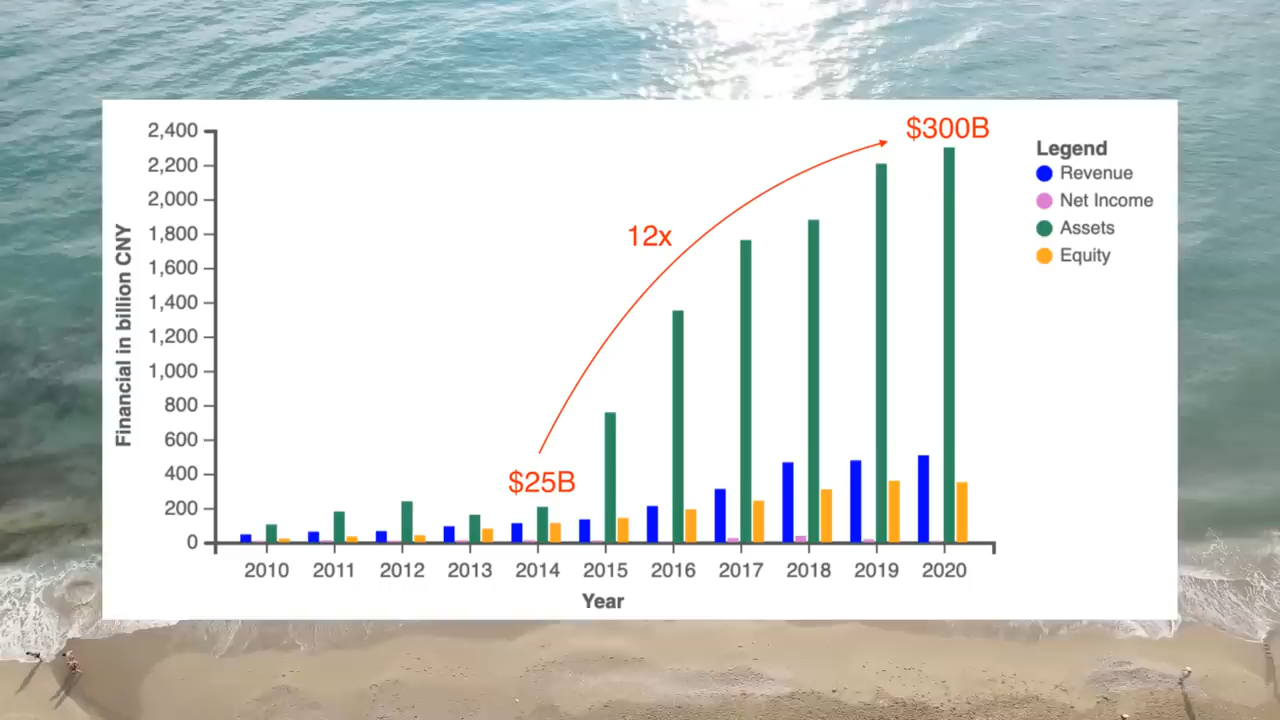 2,400
2,200
2,000
1,800
1,600
1,400
1,200
1,000
800
600
400
200
0
Financial in billion CNY
$25B
12x
$300B
Legend
Revenue
Net Income
Assets
Equity
2010 2011 2012 2013 2014 2015 2016 2017 2018 2019 2020
Year